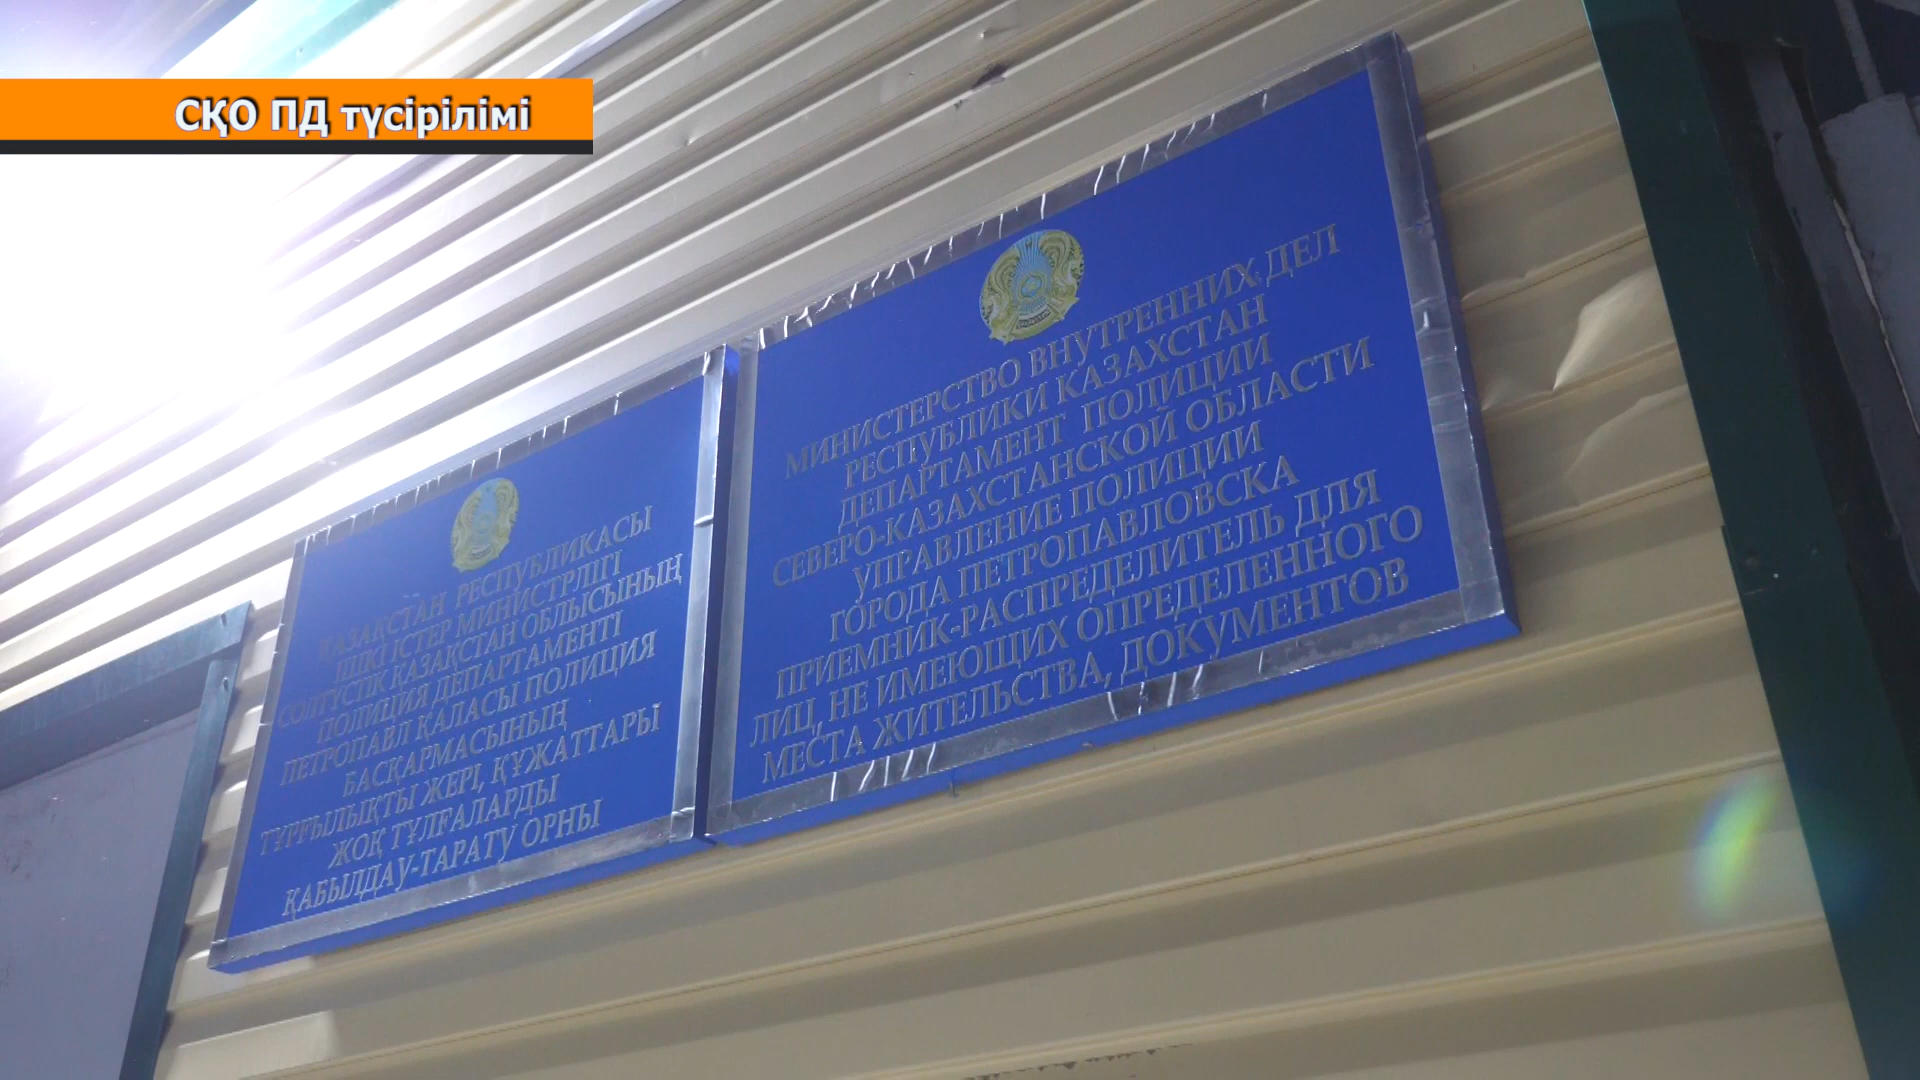 СҚО ПД түсірілімі
ҚАЗАҚСТАН РЕСПУБЛИКАСЫ
ІШКІ ІСТЕР МИНИСТРЛІГІ
СОЛТҮСТІК ҚАЗАҚСТАН ОБЛЫСЫНЫҢ
ПОЛИЦИЯ ДЕПАРТАМЕНТІ
ПЕТРОПАВЛ ҚАЛАСЫ ПОЛИЦИЯ
БАСҚАРМАСЫНЫҢ
ТҰРҒЫЛЫҚТЫ ЖЕРІ, ҚҰЖАТТАРЫ
ЖОҚ ТҰЛҒАЛАРДЫ
ҚАБЫЛДАУ-ТАРАТУ ОРНЫ
МИНИСТЕРСТВО ВНУТРЕННИХ ДЕЛ
РЕСПУБЛИКИ КАЗАХСТАН
ДЕПАРТАМЕНТ ПОЛИЦИИ
СЕВЕРО-КАЗАХСТАНСКОЙ ОБЛАСТИ
УПРАВЛЕНИЕ ПОЛИЦИИ
ГОРОДА ПЕТРОПАВЛОВСКА
ПРИЕМНИК-РАСПРЕДЕЛИТЕЛЬ ДЛЯ
ЛИЦ, НЕ ИМЕЮЩИХ ОПРЕДЕЛЕННОГО
МЕСТА ЖИТЕЛЬСТВА, ДОКУМЕНТОВ